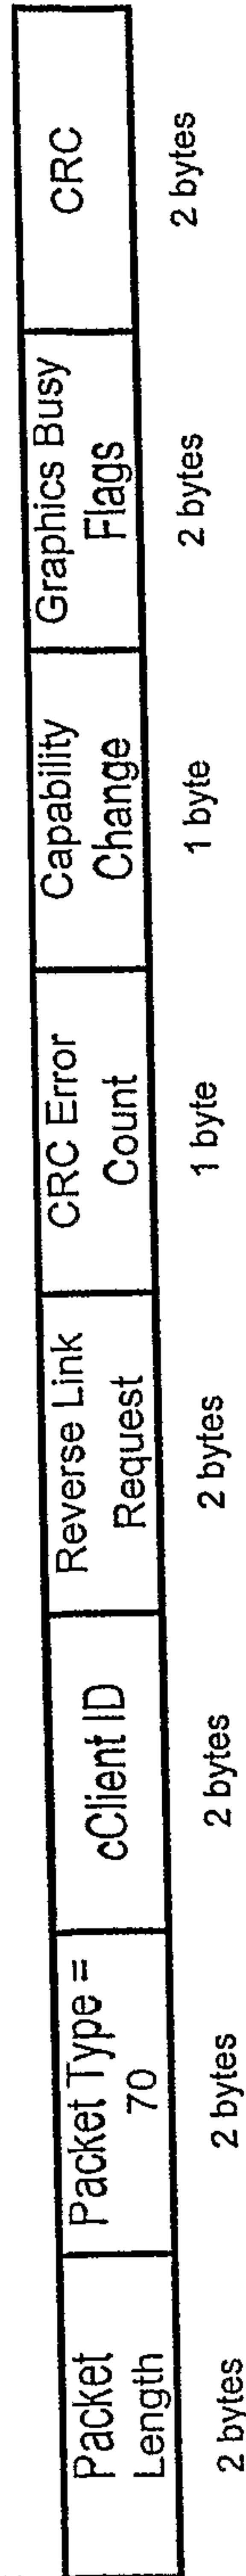 Packet
Length
Packet Type =
70
cClient ID
Reverse Link
Request
CRC Error
Count
Capability
Change
Graphics Busy
Flags
CRC
2 bytes
2 bytes
2 bytes
2 bytes
1 byte
1 byte
2 bytes
2 bytes